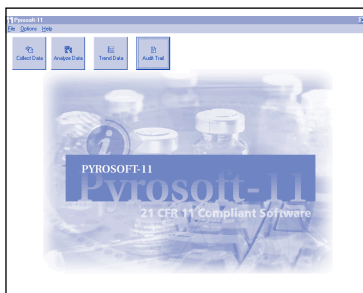 Pyrosoft-11
File Options Help
Collect Data Analyze Data Trend Data Audit Trail
PYROSOFT-11
Pyrosoft-11
21 CFR 11 Compliant Software